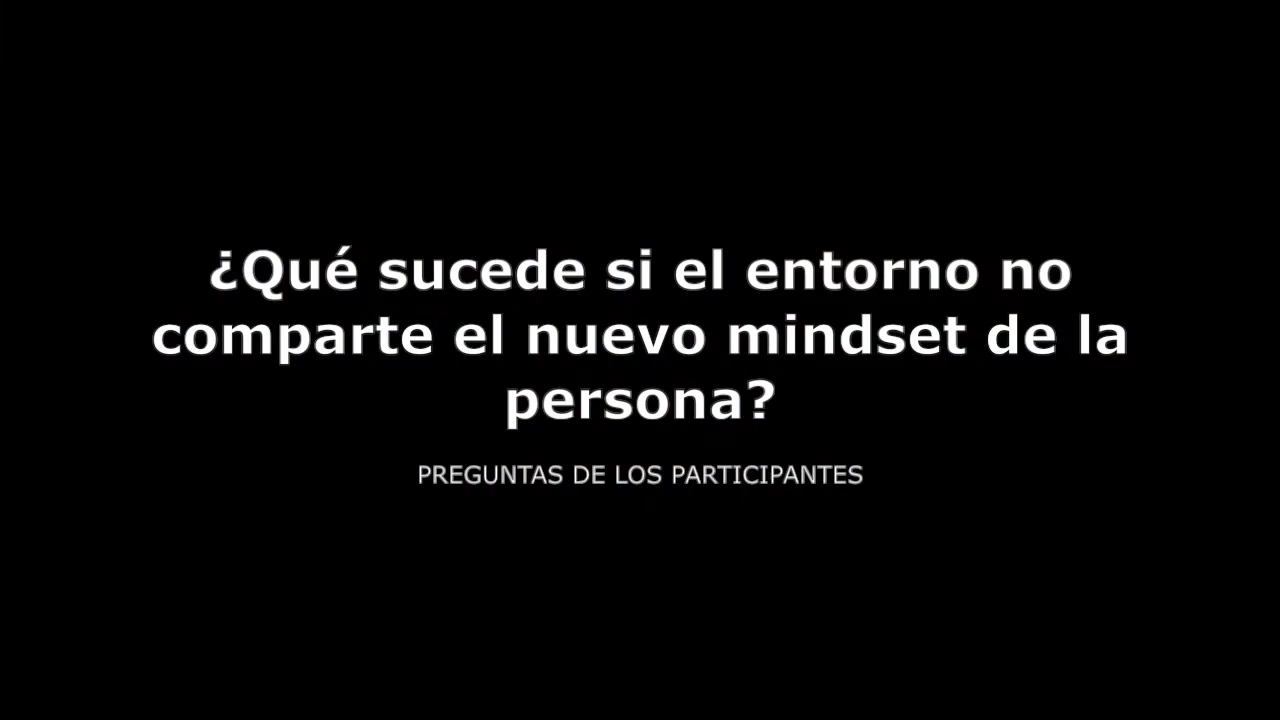 ¿Qué sucede si el entorno no
comparte el nuevo mindset de la
persona?
PREGUNTAS DE LOS PARTICIPANTES